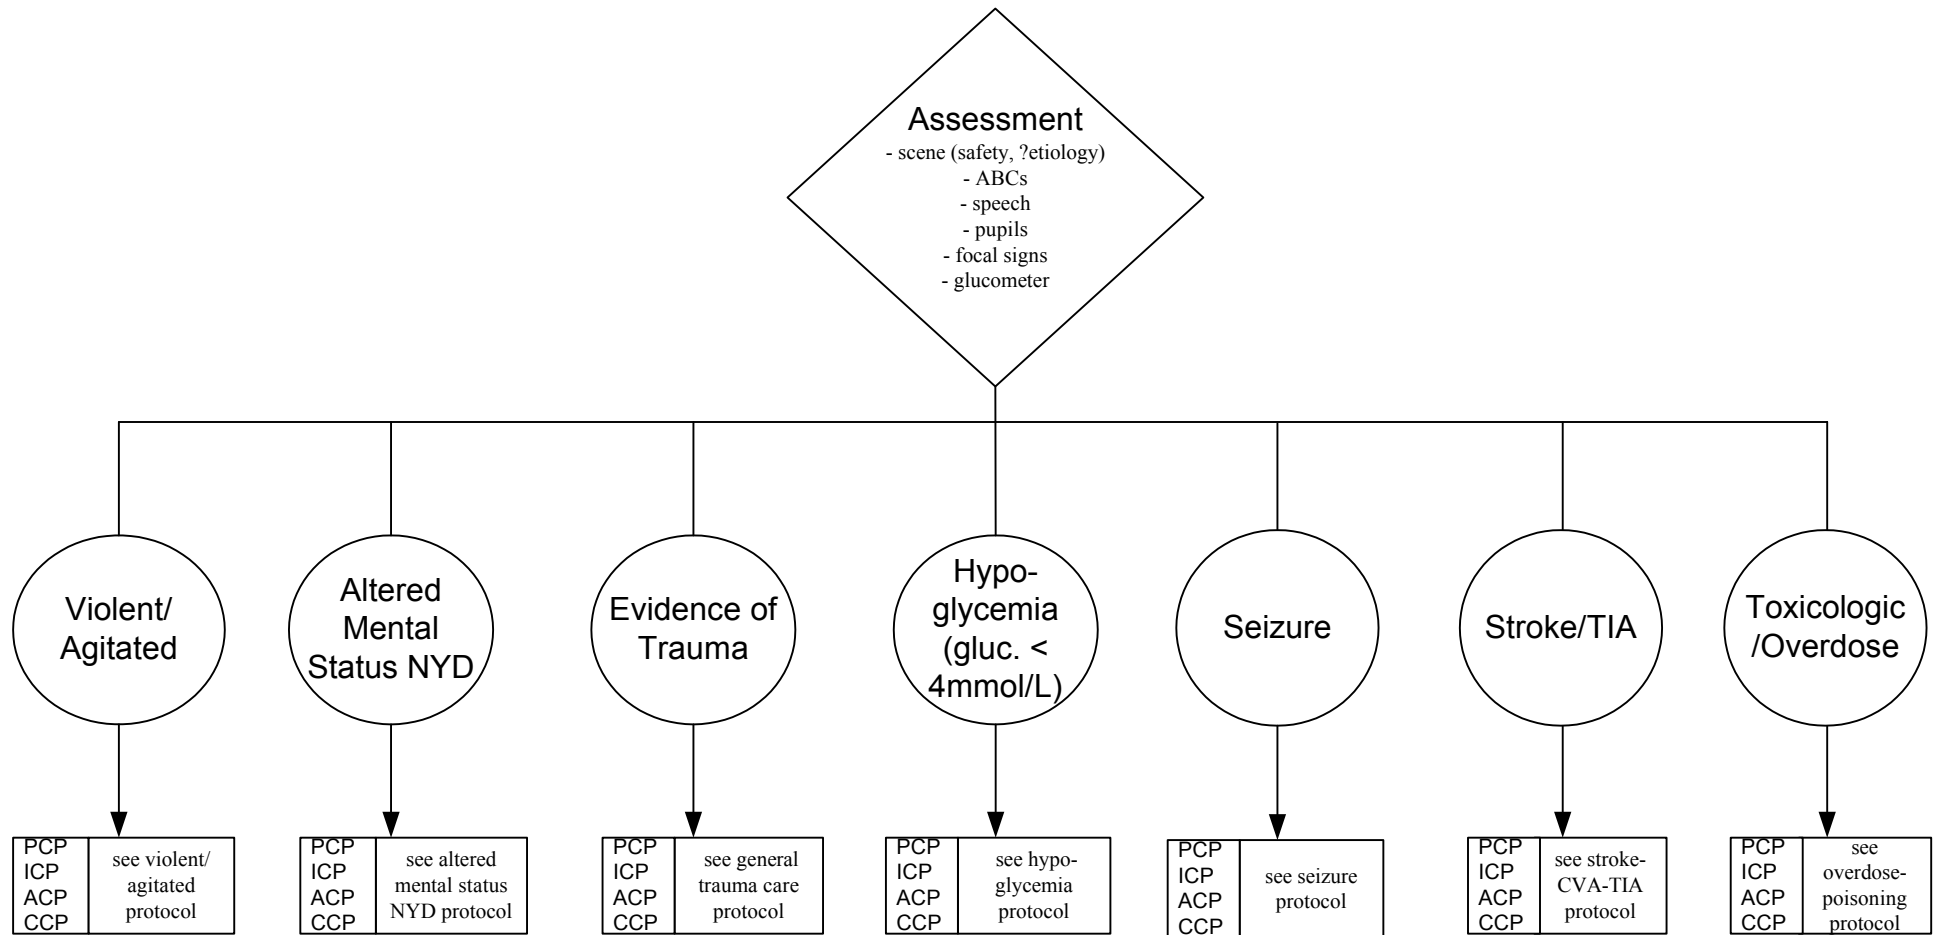 Assessment
- scene (safety, ?etiology)
- ABCs
- speech
- pupils
- focal signs
- glucometer
Violent/
Agitated
Altered
Mental
Status NYD
Evidence of
Trauma
Hypo-
glycemia
(gluc. <
4mmol/L)
Seizure
Stroke/TIA
Toxicologic
/Overdose
PCP
ICP
ACP
CCP
see violent/
agitated
protocol
PCP
ICP
ACP
CCP
see altered
mental status
NYD protocol
PCP
ICP
ACP
CCP
see general
trauma care
protocol
PCP
ICP
ACP
CCP
see hypo-
glycemia
protocol
PCP
ICP
ACP
CCP
see seizure
protocol
PCP
ICP
ACP
CCP
see stroke-
CVA-TIA
protocol
PCP
ICP
ACP
CCP
see
overdose-
poisoning
protocol